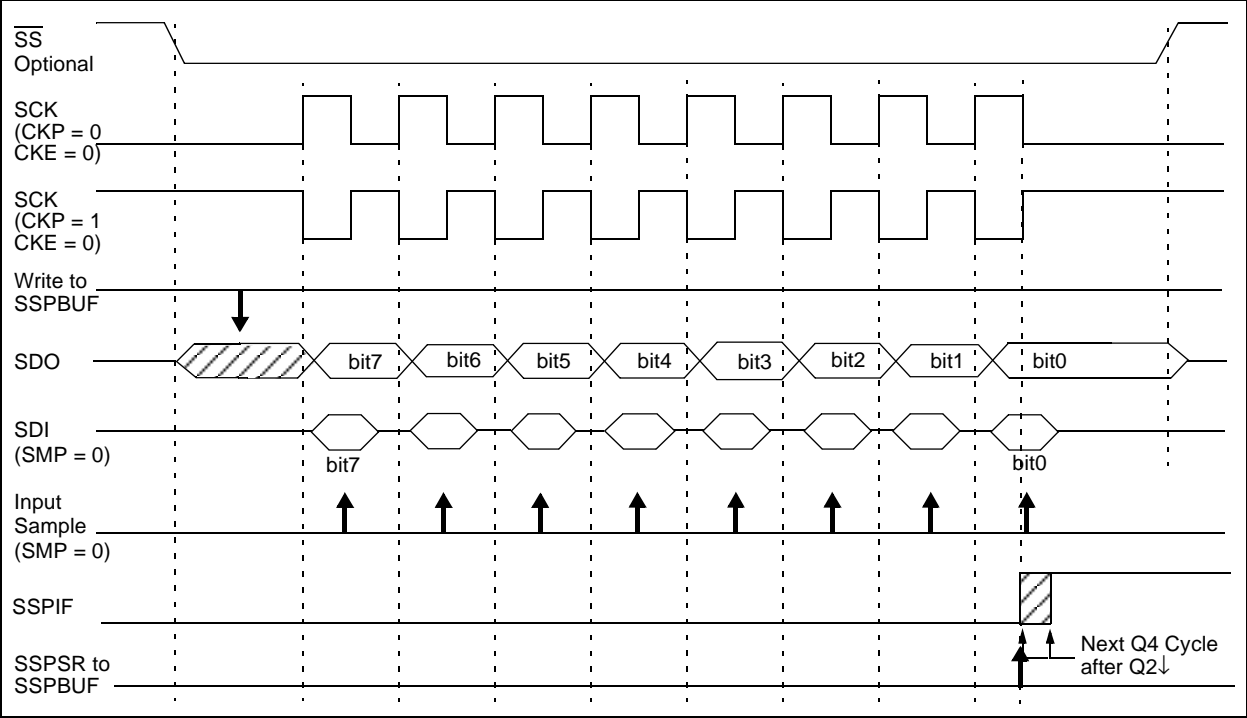 SS
Optional
SCK
(CKP = 0
CKE = 0)
SCK
(CKP = 1
CKE = 0)
Write to
SSPBUF
SDO
bit7 bit6 bit5 bit4 bit3 bit2 bit1 bit0
SDI
(SMP = 0)
bit7 bit0
Input
Sample
(SMP = 0)
SSPIF
Next Q4 Cycle
after Q2↓
SSPSR to
SSPBUF